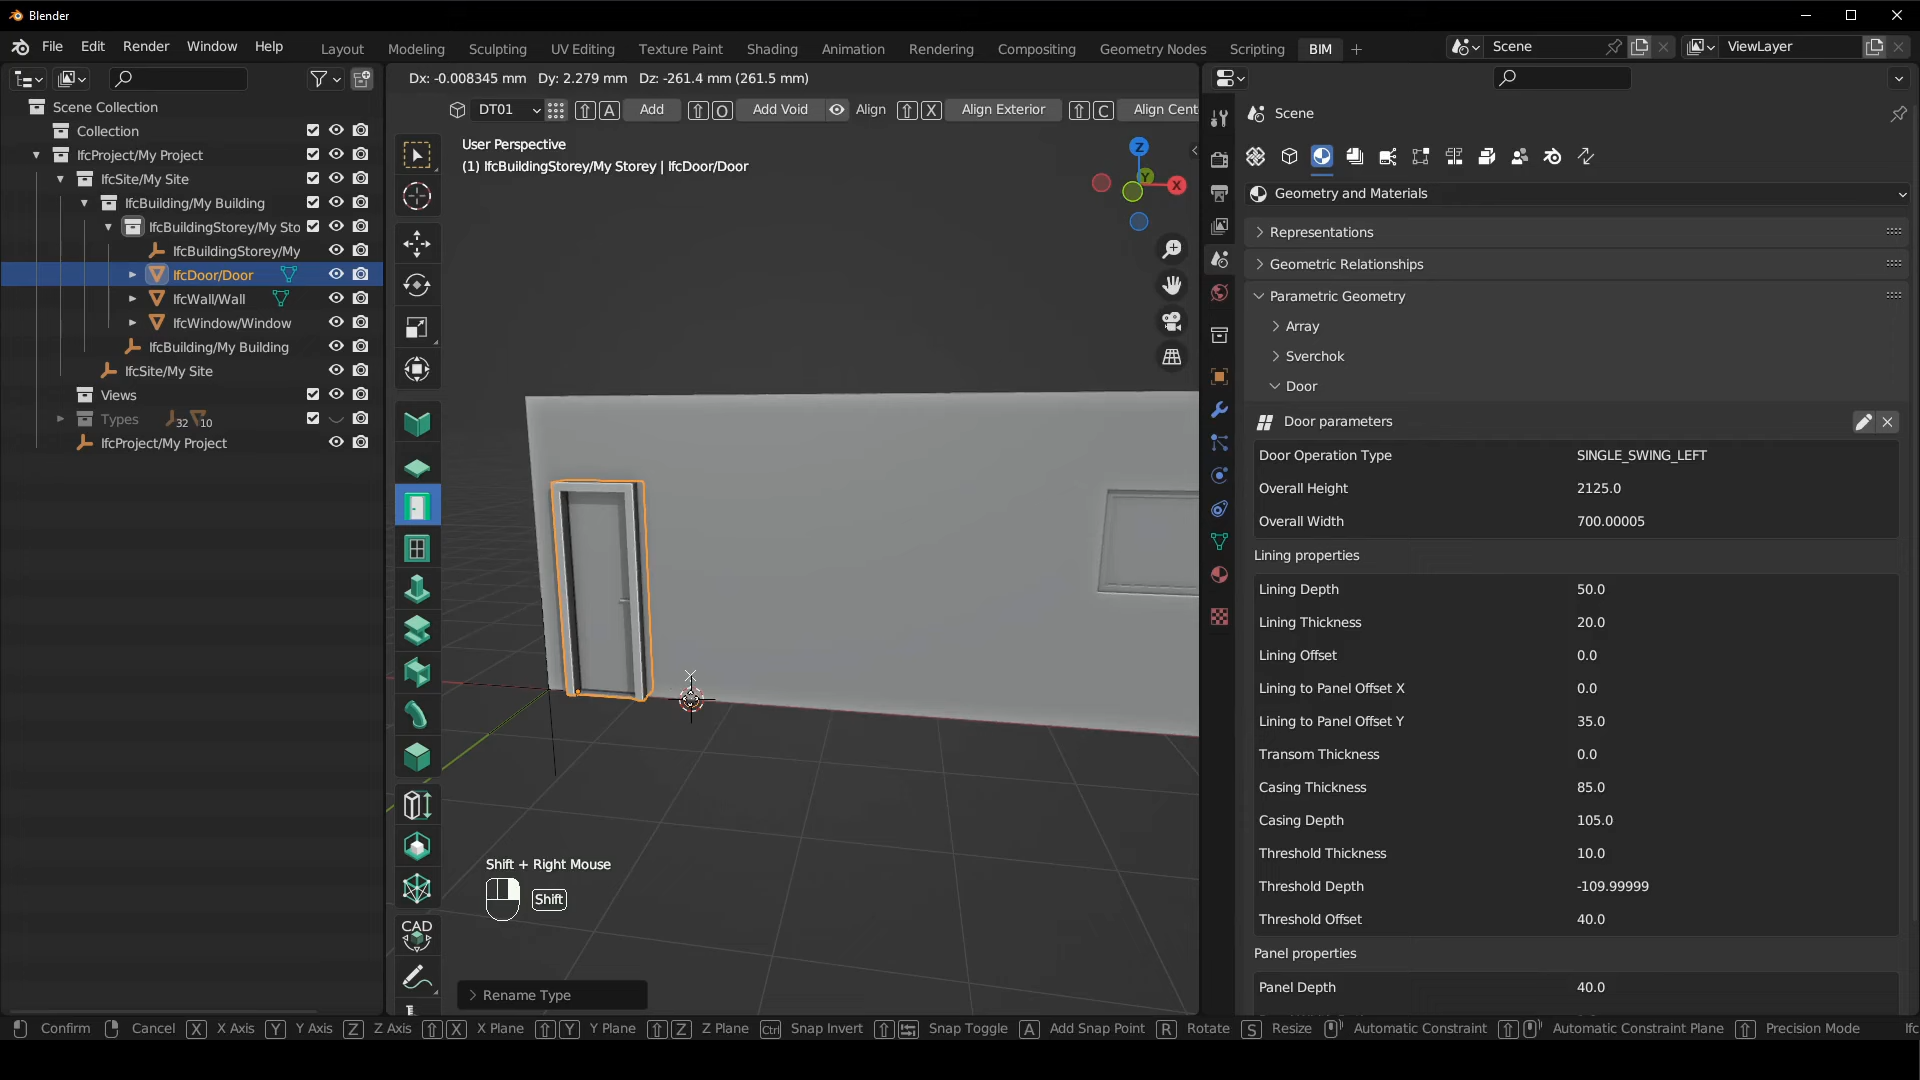 Blender
File Edit Render Window Help Layout Modeling Sculpting UV Editing Texture Paint Shading Animation Rendering Compositing Geometry Nodes Scripting BIM + Scene ViewLayer
Dx: -0.008345 mm Dy: 2.279 mm Dz: -261.4 mm (261.5 mm)
DT01 A Add O Add Void Align X Align Exterior C Align Cent
User Perspective
(1) IfcBuildingStorey/My Storey | IfcDoor/Door
Z
Y
X
Scene Collection
Collection
IfcProject/My Project
IfcSite/My Site
IfcBuilding/My Building
IfcBuildingStorey/My Sto
IfcBuildingStorey/My
IfcDoor/Door
IfcWall/Wall
IfcWindow/Window
IfcBuilding/My Building
IfcSite/My Site
Views
Types 32 10
IfcProject/My Project
CAD
Shift + Right Mouse
Shift
Rename Type
Scene
Geometry and Materials
Representations
Geometric Relationships
Parametric Geometry
Array
Sverchok
Door
Door parameters
Door Operation Type SINGLE_SWING_LEFT
Overall Height 2125.0
Overall Width 700.00005
Lining properties
Lining Depth 50.0
Lining Thickness 20.0
Lining Offset 0.0
Lining to Panel Offset X 0.0
Lining to Panel Offset Y 35.0
Transom Thickness 0.0
Casing Thickness 85.0
Casing Depth 105.0
Threshold Thickness 10.0
Threshold Depth -109.99999
Threshold Offset 40.0
Panel properties
Panel Depth 40.0
Confirm Cancel X X Axis Y Y Axis Z Z Axis X X Plane Y Y Plane Z Z Plane Ctrl Snap Invert Snap Toggle A Add Snap Point R Rotate S Resize Automatic Constraint Automatic Constraint Plane Precision Mode Ifc